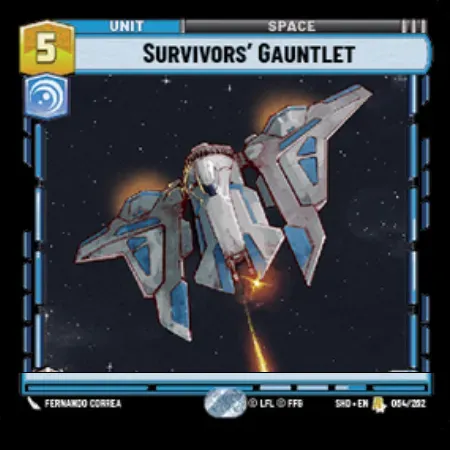 5
UNIT
SPACE
SURVIVORS' GAUNTLET
FERNANDO CORREA
© LFL © FFG
SHD • EN
064/262